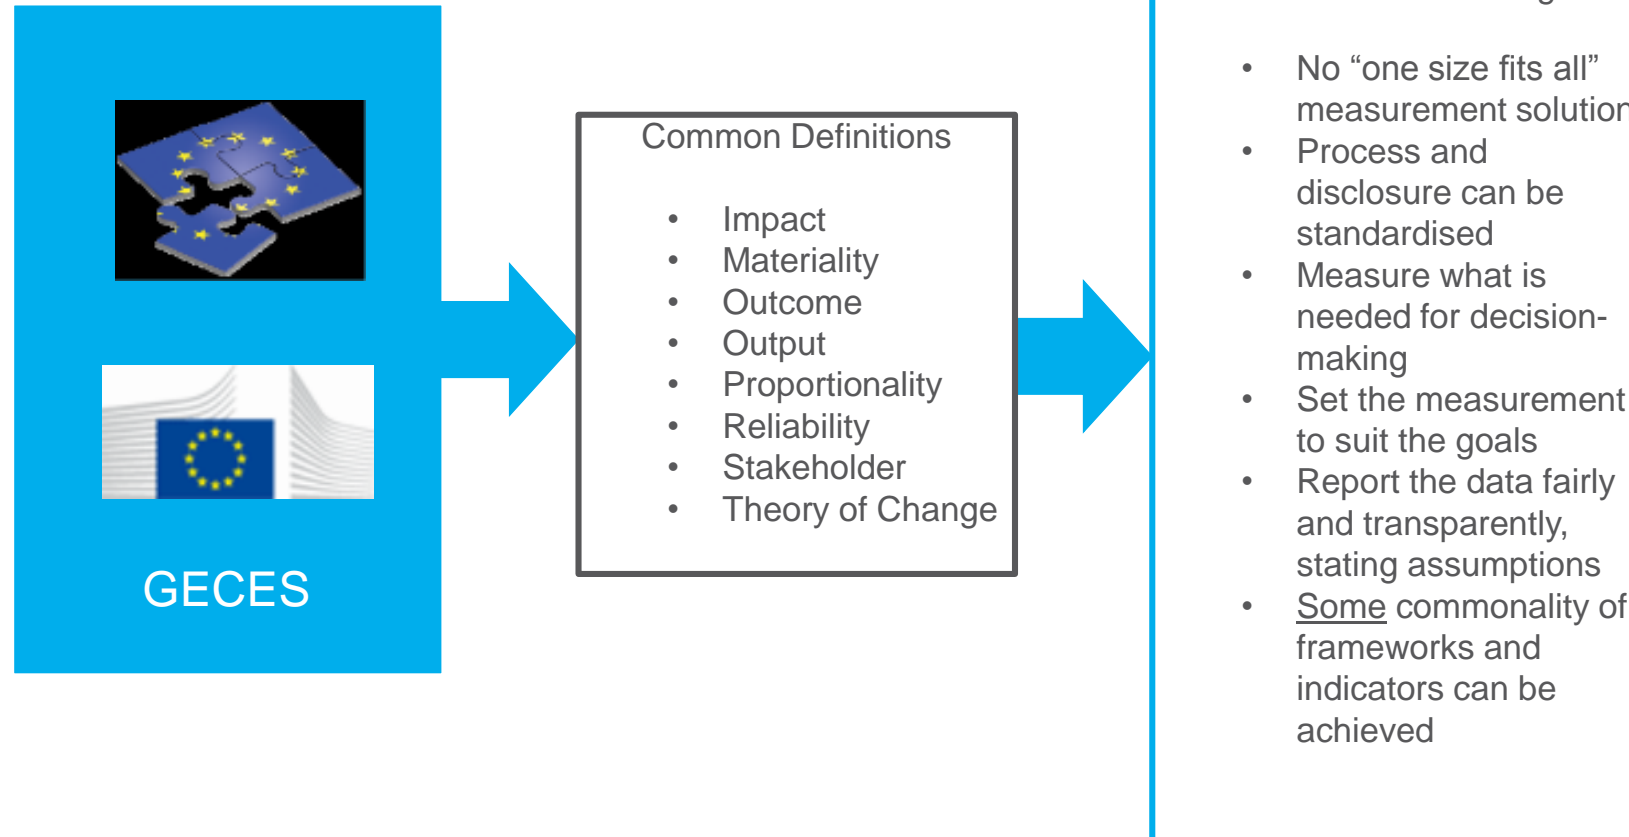 GECES
Common Definitions
• Impact
• Materiality
• Outcome
• Output
• Proportionality
• Reliability
• Stakeholder
• Theory of Change
• No “one size fits all”
measurement solution
• Process and
disclosure can be
standardised
• Measure what is
needed for decision-
making
• Set the measurement
to suit the goals
• Report the data fairly
and transparently,
stating assumptions
• Some commonality of
frameworks and
indicators can be
achieved